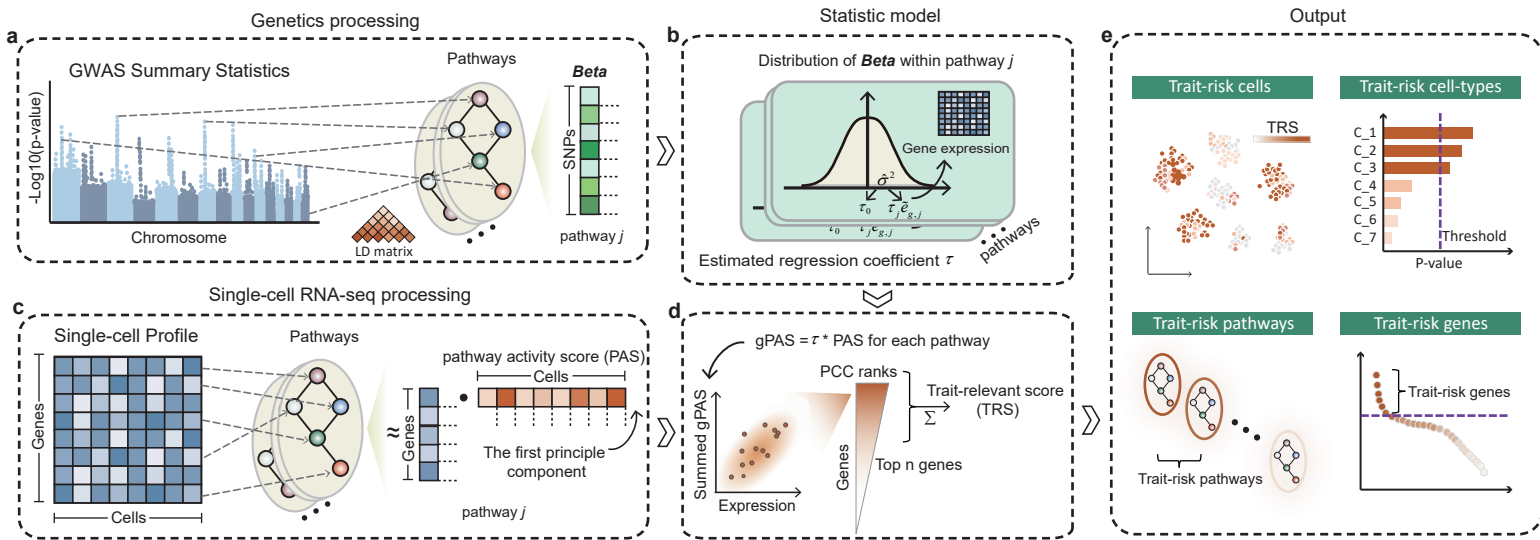 Genetics processing
a
GWAS Summary Statistics
-Log10(p-value)
Chromosome
LD matrix
Pathways
Beta
SNPs
pathway j
Statistic model
b
Distribution of Beta within pathway j
Gene expression
σ̂²
τ₀ τⱼẽg,j
τ₀ τⱼẽg,j
pathways
Estimated regression coefficient τ
Single-cell RNA-seq processing
c
Single-cell Profile
Genes
Cells
Pathways
≈
Genes
pathway activity score (PAS)
Cells
The first principle
component
pathway j
d
gPAS = τ * PAS for each pathway
Summed gPAS
Expression
PCC ranks
Genes
Top n genes
Σ
Trait-relevant score
(TRS)
Output
e
Trait-risk cells
TRS
Trait-risk cell-types
C_1
C_2
C_3
C_4
C_5
C_6
C_7
Threshold
P-value
Trait-risk pathways
Trait-risk pathways
Trait-risk genes
Trait-risk genes